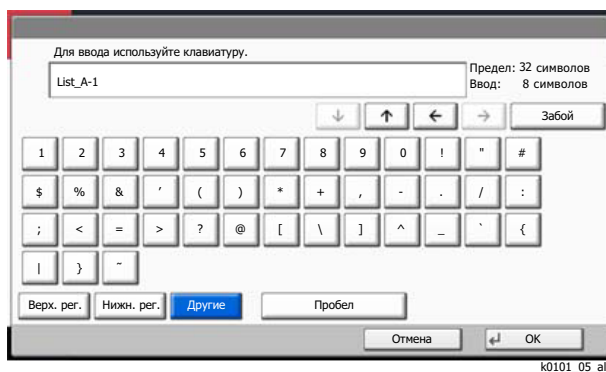 Для ввода используйте клавиатуру.
List_A-1
Предел: 32 символов
Ввод: 8 символов
Забой
1 2 3 4 5 6 7 8 9 0 ! " #
$ % & ' ( ) * + , - . / :
; < = > ? @ [ \ ] ^ _ ` {
| } ~
Верх. рег. Нижн. рег. Другие Пробел
Отмена OK